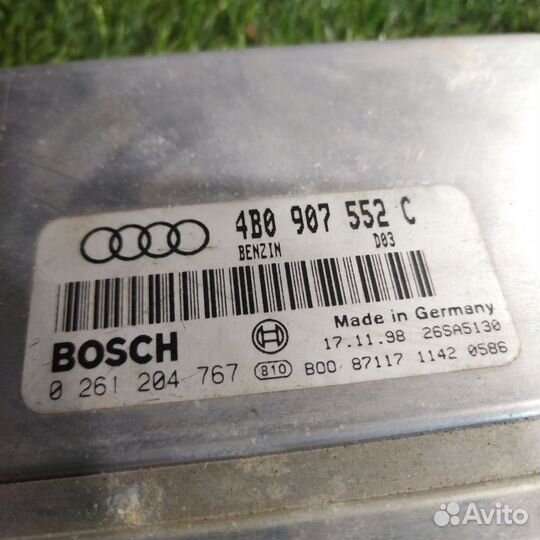 4B0 907 552 C
BENZIN D03
Made in Germany
BOSCH 17.11.98 26SA5130
0 261 204 767 810 B00 87117 1142 0586
Avito